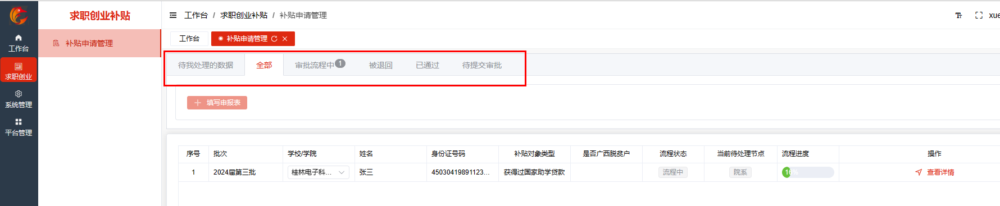 求职创业补贴
工作台 / 求职创业补贴 / 补贴申请管理
xue
工作台
求职创业
系统管理
平台管理
补贴申请管理
工作台
补贴申请管理
待我处理的数据 全部 审批流程中 1 被退回 已通过 待提交审批
填写申报表
序号 批次 学校/学院 姓名 身份证号码 补贴对象类型 是否广西脱贫户 流程状态 当前待处理节点 流程进度 操作
1 2024届第三批 桂林电子科... 张三 45030419891123... 获得过国家助学贷款 流程中 院系 16% 查看详情